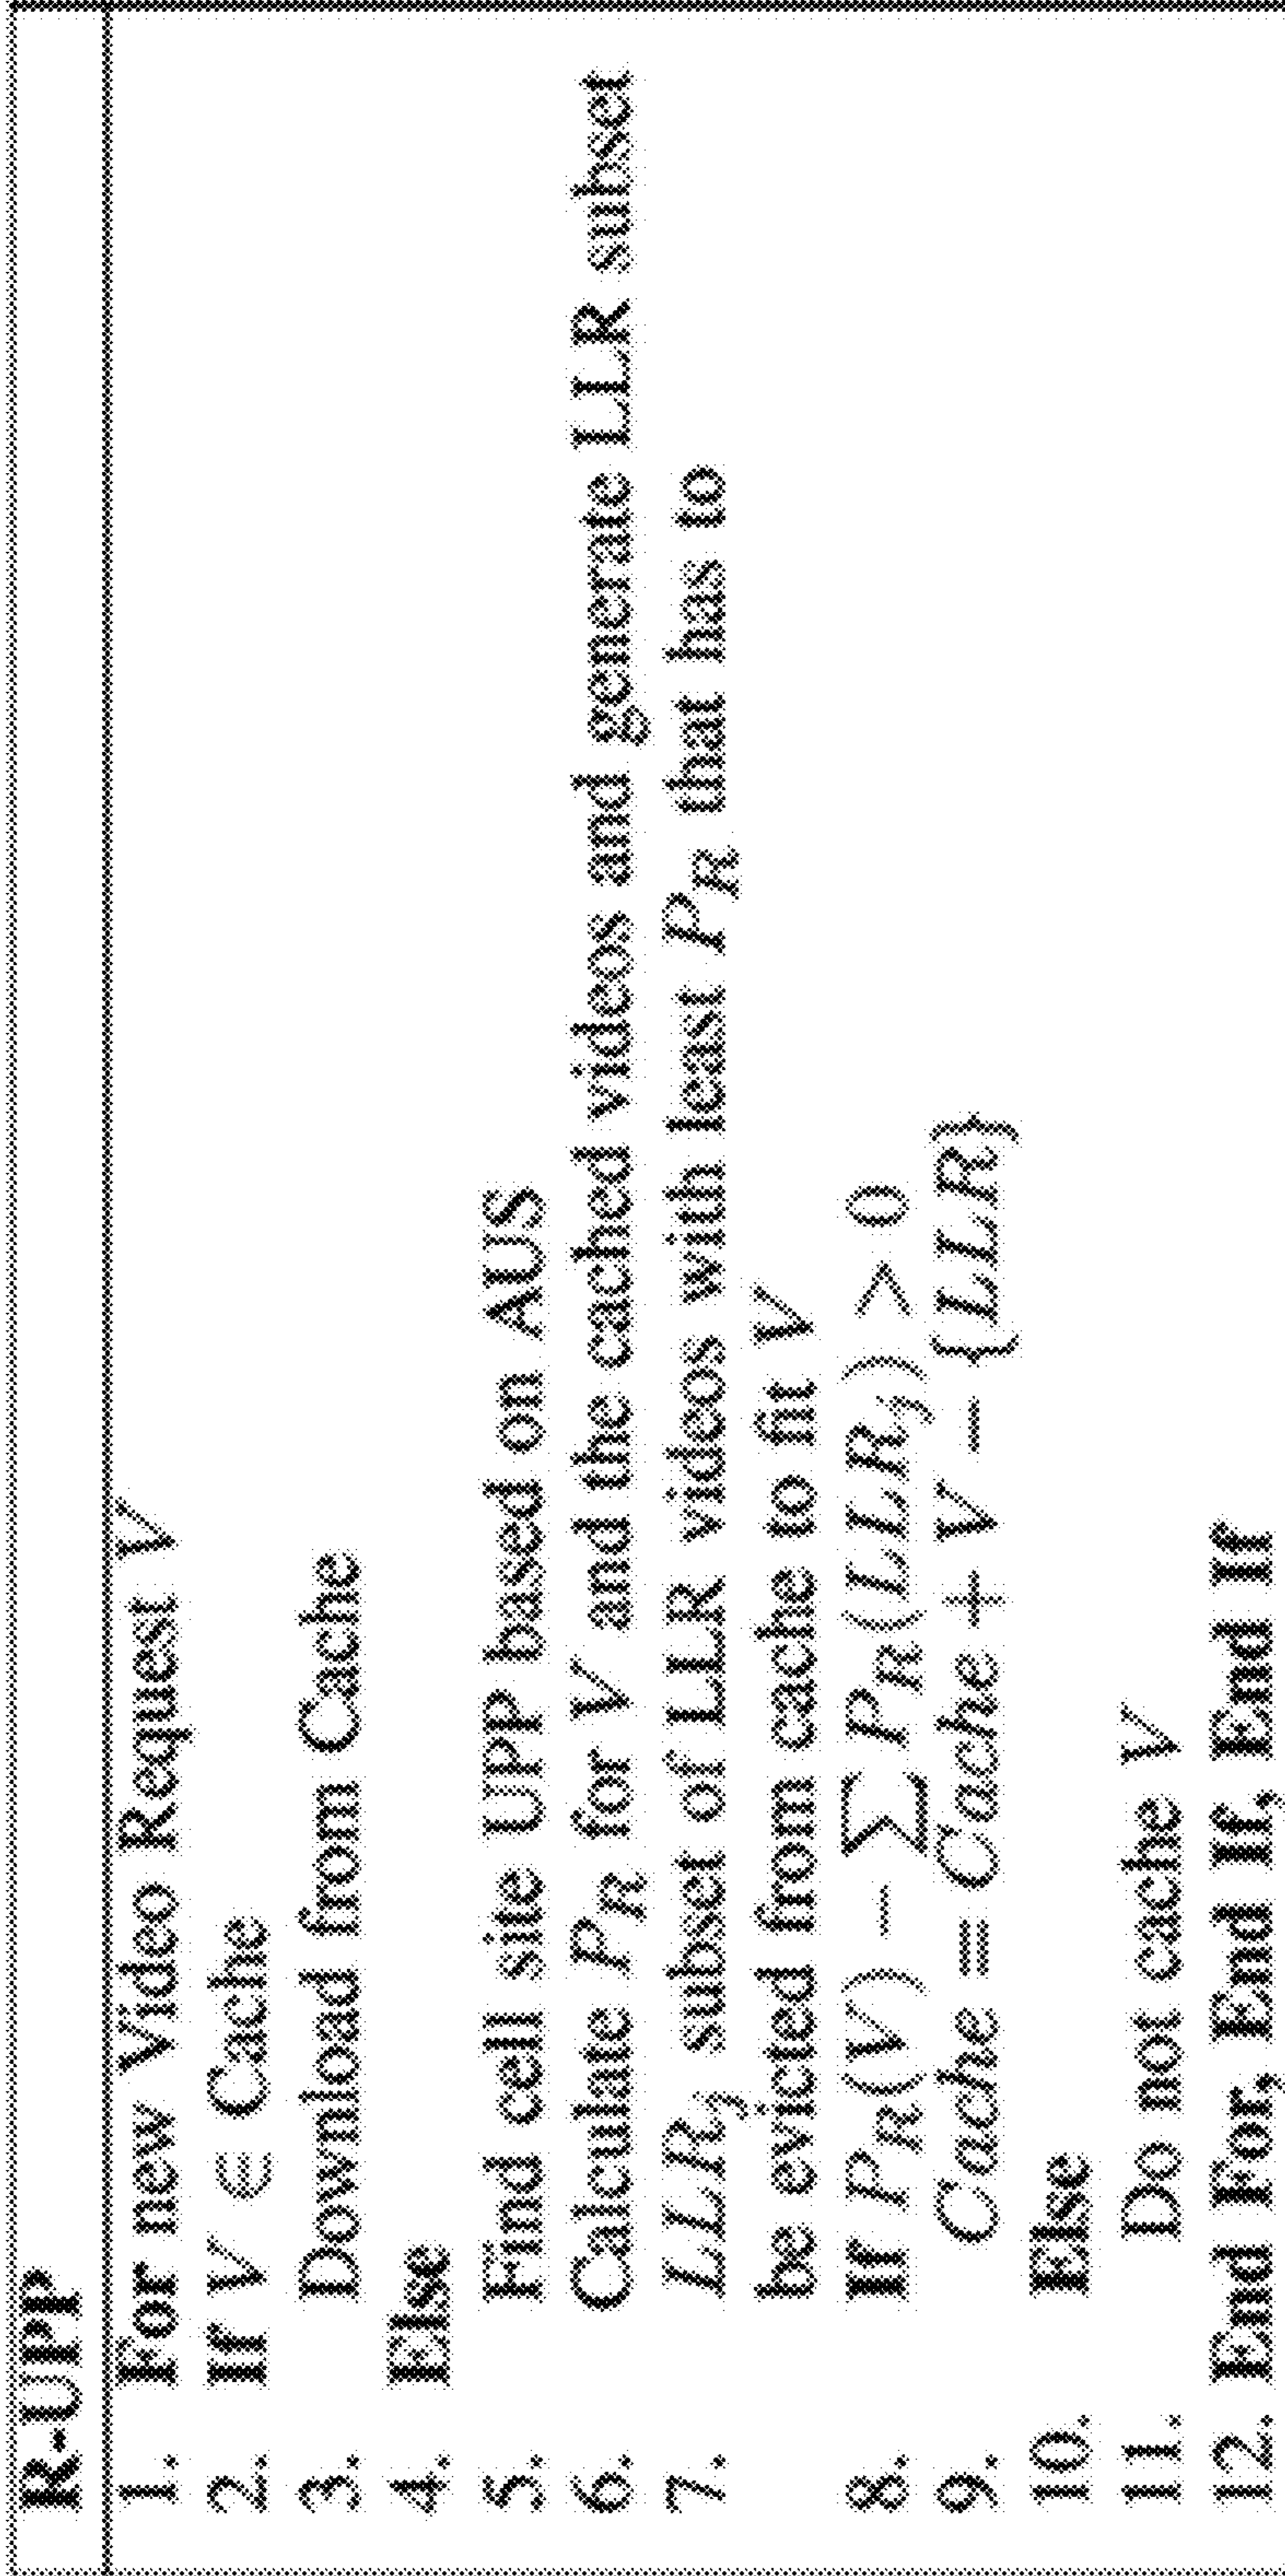 R-UPP
1. For new Video Request V
2. If V ∈ Cache
3. Download from Cache
4. Else
5. Find cell site UPP based on AUS
6. Calculate P_R for V and the cached videos and generate LLR subset
7. LLR_j subset of LLR videos with least P_R that has to
be evicted from cache to fit V
8. If P_R(V) − ∑ P_R(LLR_j) > 0
9. Cache = Cache + V − {LLR}
10. Else
11. Do not cache V
12. End For, End If, End If